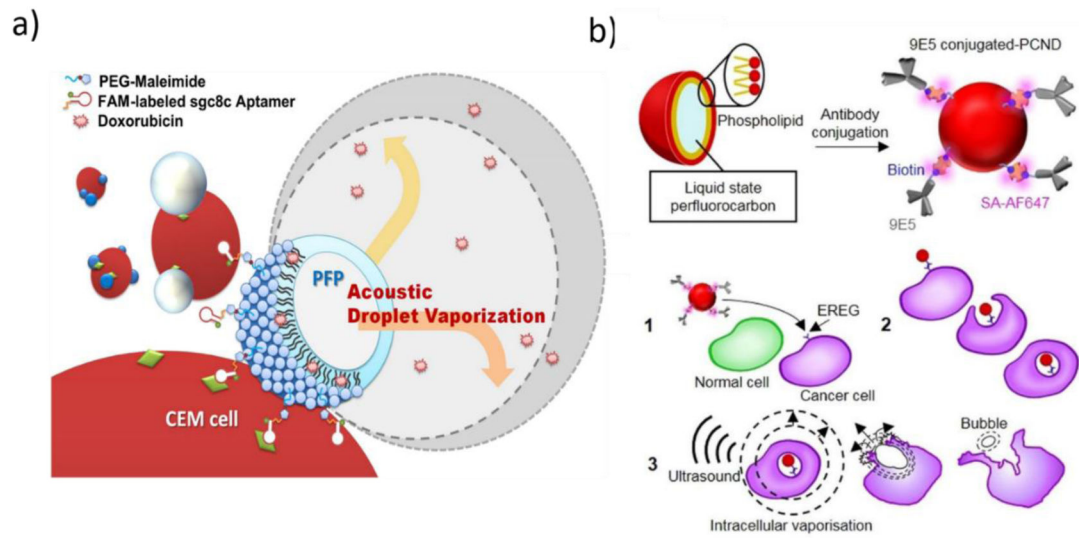 a)
PEG-Maleimide
FAM-labeled sgc8c Aptamer
Doxorubicin
PFP
Acoustic
Droplet Vaporization
CEM cell
b)
9E5 conjugated-PCND
Phospholipid
Antibody
conjugation
Liquid state
perfluorocarbon
Biotin
SA-AF647
9E5
1
EREG
2
Normal cell
Cancer cell
3
Ultrasound
Bubble
Intracellular vaporisation